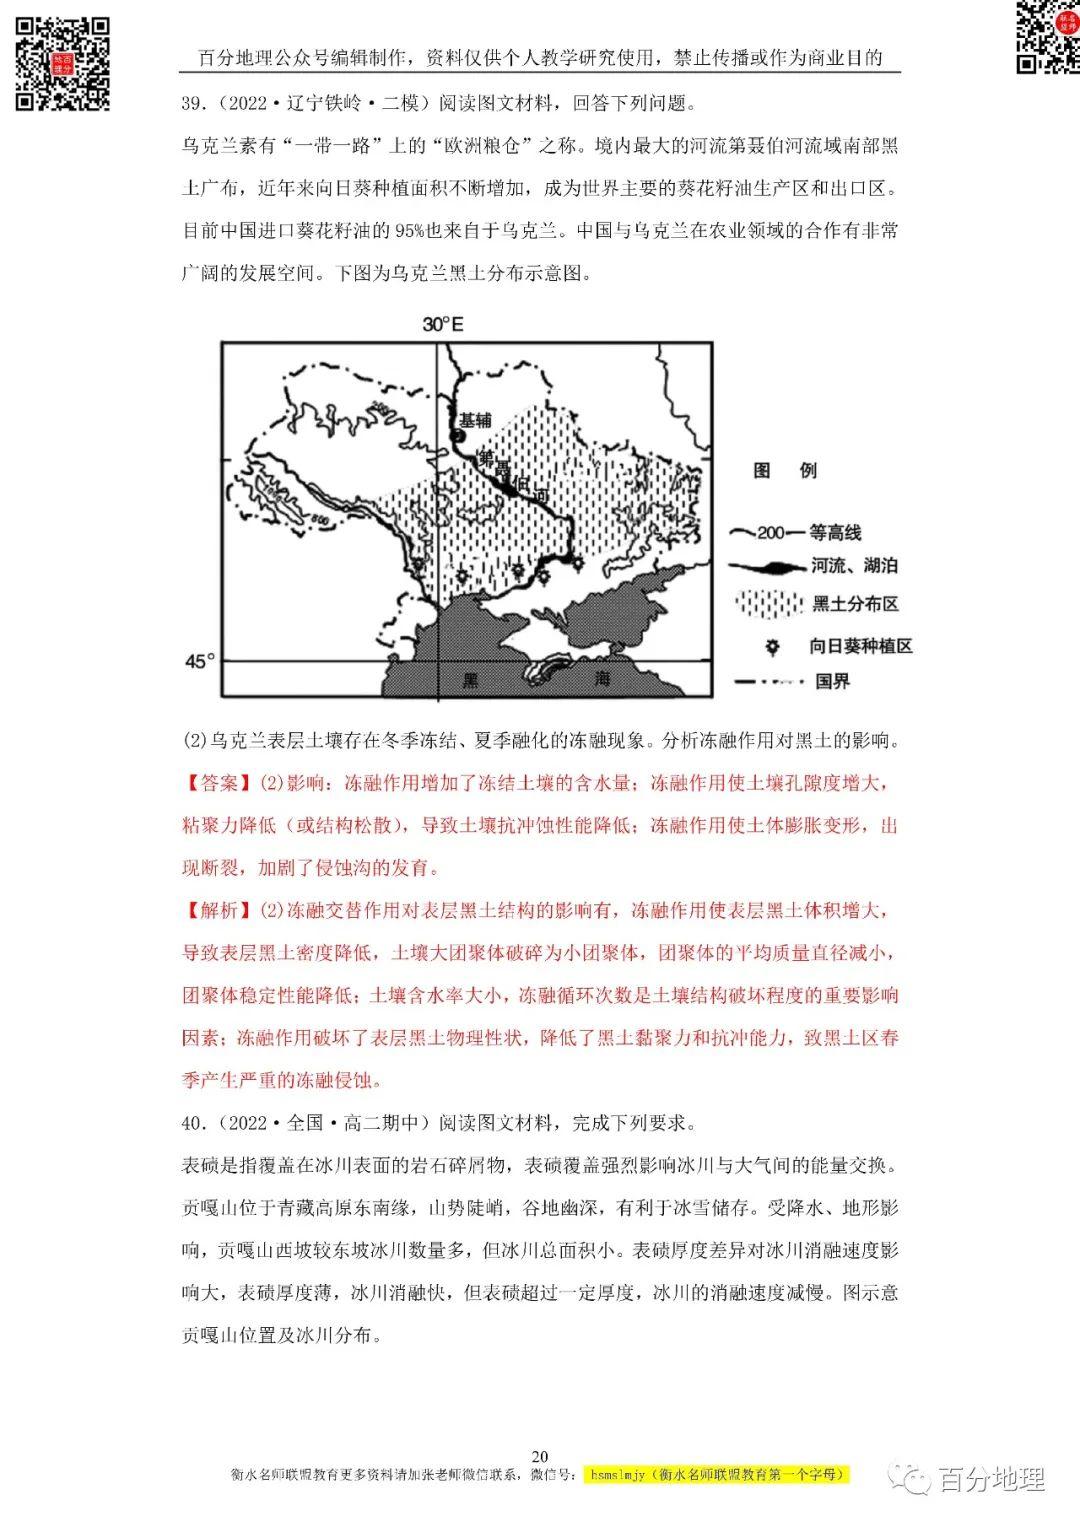 百分地理公众号编辑制作，资料仅供个人教学研究使用，禁止传播或作为商业目的
39.（2022·辽宁铁岭·二模）阅读图文材料，回答下列问题。
乌克兰素有“一带一路”上的“欧洲粮仓”之称。境内最大的河流第聂伯河流域南部黑
土广布，近年来向日葵种植面积不断增加，成为世界主要的葵花籽油生产区和出口区。
目前中国进口葵花籽油的95%也来自于乌克兰。中国与乌克兰在农业领域的合作有非常
广阔的发展空间。下图为乌克兰黑土分布示意图。
30°E
基辅
第聂伯河
45°
黑 海
图 例
200 等高线
河流、湖泊
黑土分布区
向日葵种植区
国界
(2)乌克兰表层土壤存在冬季冻结、夏季融化的冻融现象。分析冻融作用对黑土的影响。
【答案】(2)影响：冻融作用增加了冻结土壤的含水量；冻融作用使土壤孔隙度增大，
粘聚力降低（或结构松散），导致土壤抗冲蚀性能降低；冻融作用使土体膨胀变形，出
现断裂，加剧了侵蚀沟的发育。
【解析】(2)冻融交替作用对表层黑土结构的影响有，冻融作用使表层黑土体积增大，
导致表层黑土密度降低，土壤大团聚体破碎为小团聚体，团聚体的平均质量直径减小，
团聚体稳定性能降低；土壤含水率大小，冻融循环次数是土壤结构破坏程度的重要影响
因素；冻融作用破坏了表层黑土物理性状，降低了黑土黏聚力和抗冲能力，致黑土区春
季产生严重的冻融侵蚀。
40.（2022·全国·高二期中）阅读图文材料，完成下列要求。
表碛是指覆盖在冰川表面的岩石碎屑物，表碛覆盖强烈影响冰川与大气间的能量交换。
贡嘎山位于青藏高原东南缘，山势陡峭，谷地幽深，有利于冰雪储存。受降水、地形影
响，贡嘎山西坡较东坡冰川数量多，但冰川总面积小。表碛厚度差异对冰川消融速度影
响大，表碛厚度薄，冰川消融快，但表碛超过一定厚度，冰川的消融速度减慢。图示意
贡嘎山位置及冰川分布。
20
衡水名师联盟教育更多资料请加张老师微信联系，微信号： hsmslmjy（衡水名师联盟教育第一个字母）
百分地理